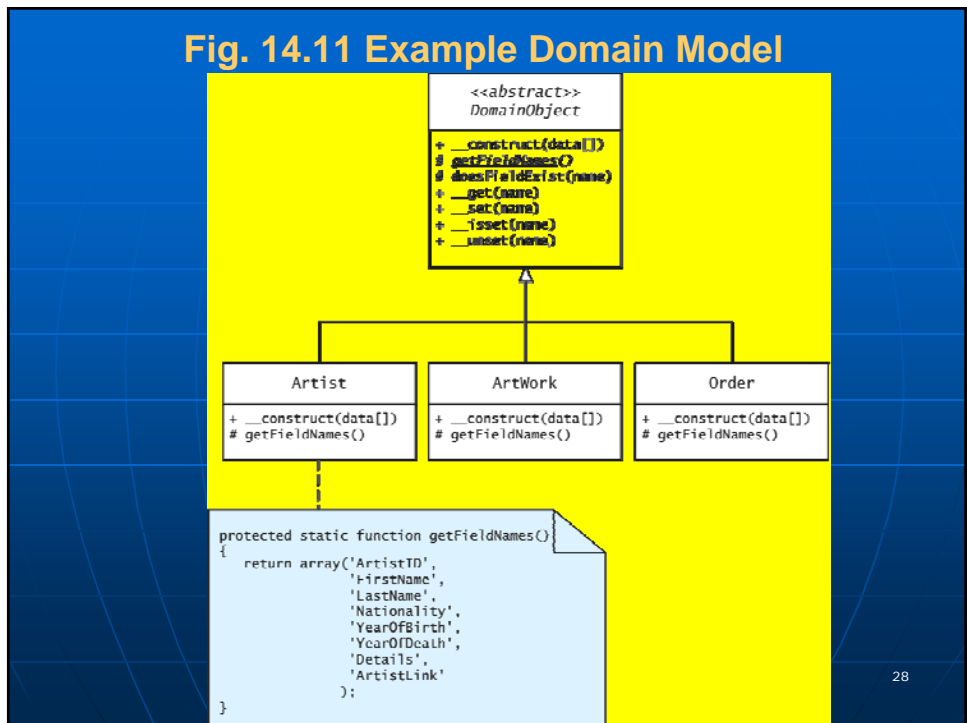 Fig. 14.11 Example Domain Model
<<abstract>>
DomainObject
+ __construct(data[])
# getFieldNames()
# doesFieldExist(name)
+ __get(name)
+ __set(name)
+ __isset(name)
+ __unset(name)
Artist
+ __construct(data[])
# getFieldNames()
ArtWork
+ __construct(data[])
# getFieldNames()
Order
+ __construct(data[])
# getFieldNames()
protected static function getFieldNames()
{
return array('ArtistID',
'FirstName',
'LastName',
'Nationality',
'YearOfBirth',
'YearOfDeath',
'Details',
'ArtistLink'
);
}
28